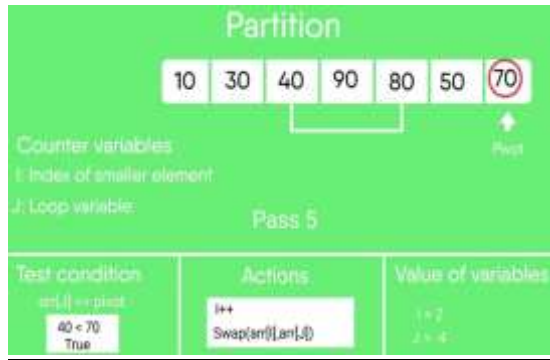 Partition
10 30 40 90 80 50 70
Pivot
Counter variables
I: Index of smaller element
J: Loop variable
Pass 5
Test condition
arr[J] <= pivot
40 < 70
True
Actions
I++
Swap(arr[I],arr[J])
Value of variables
I = 2
J = 4